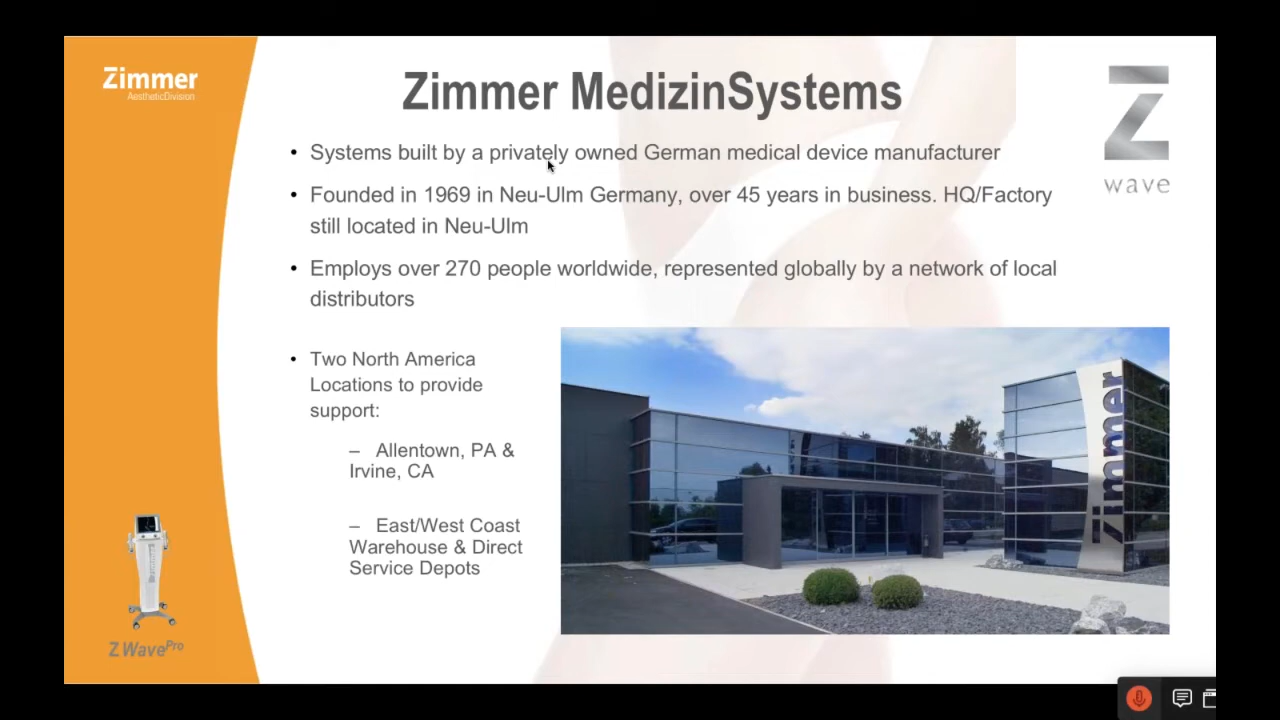 Zimmer
AestheticDivision
Zimmer MedizinSystems
Z
wave
• Systems built by a privately owned German medical device manufacturer
• Founded in 1969 in Neu-Ulm Germany, over 45 years in business. HQ/Factory
still located in Neu-Ulm
• Employs over 270 people worldwide, represented globally by a network of local
distributors
• Two North America
Locations to provide
support:
– Allentown, PA &
Irvine, CA
– East/West Coast
Warehouse & Direct
Service Depots
Zimmer
Z WavePro